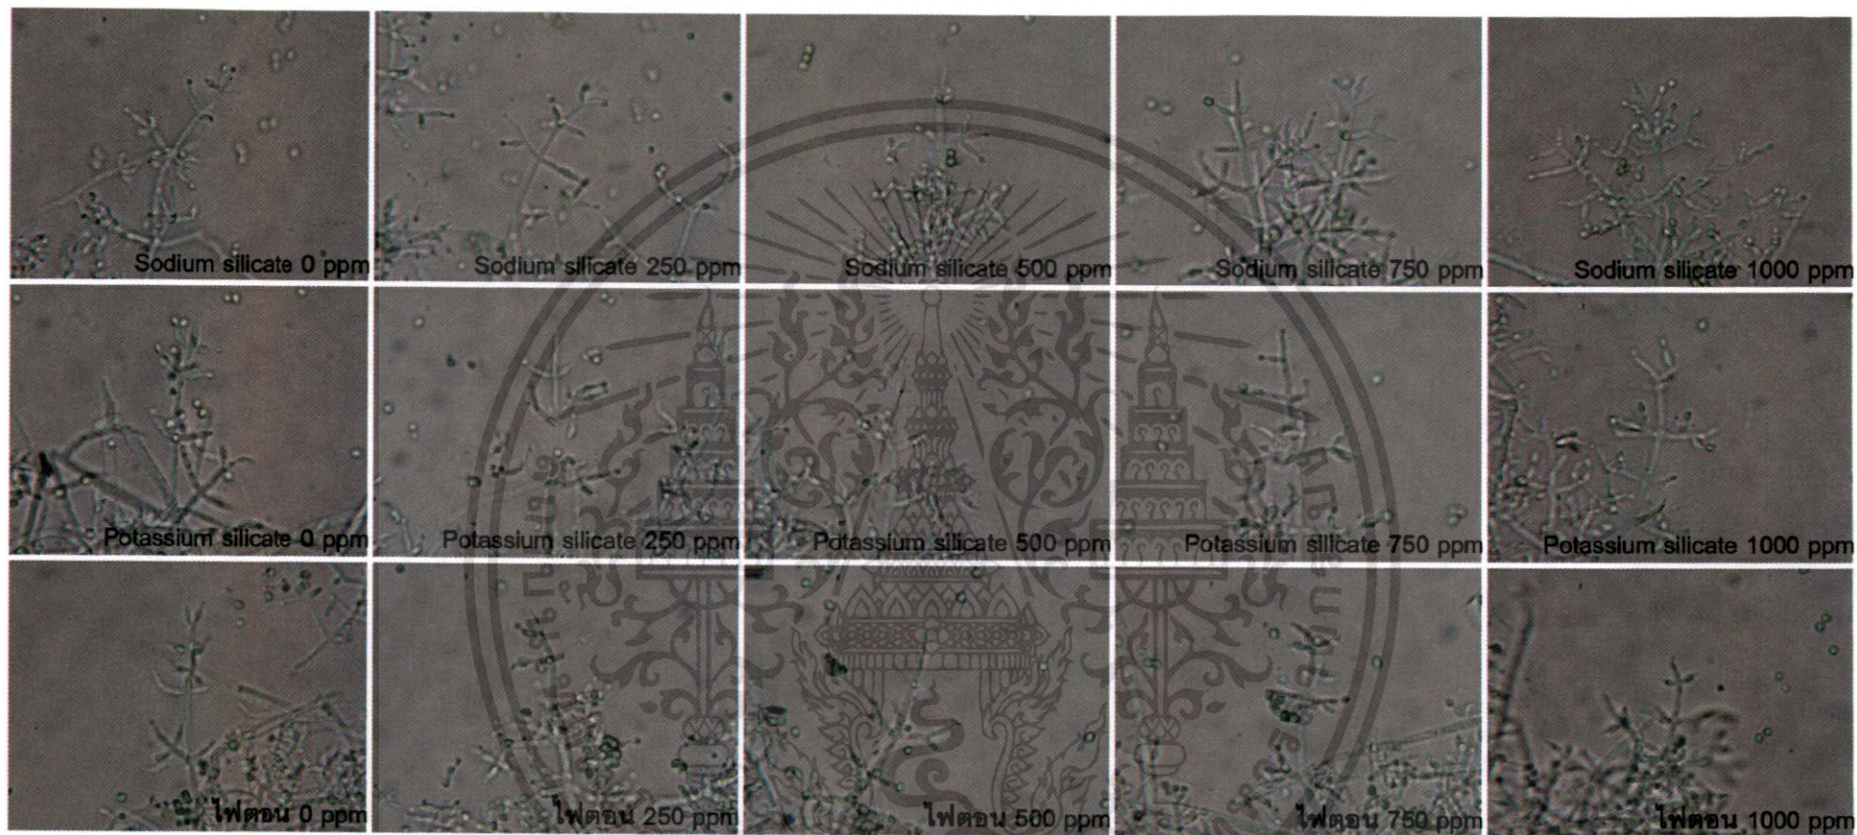 Sodium silicate 0 ppm
Sodium silicate 250 ppm
Sodium silicate 500 ppm
Sodium silicate 750 ppm
Sodium silicate 1000 ppm
Potassium silicate 0 ppm
Potassium silicate 250 ppm
Potassium silicate 500 ppm
Potassium silicate 750 ppm
Potassium silicate 1000 ppm
ไฟตอน 0 ppm
ไฟตอน 250 ppm
ไฟตอน 500 ppm
ไฟตอน 750 ppm
ไฟตอน 1000 ppm